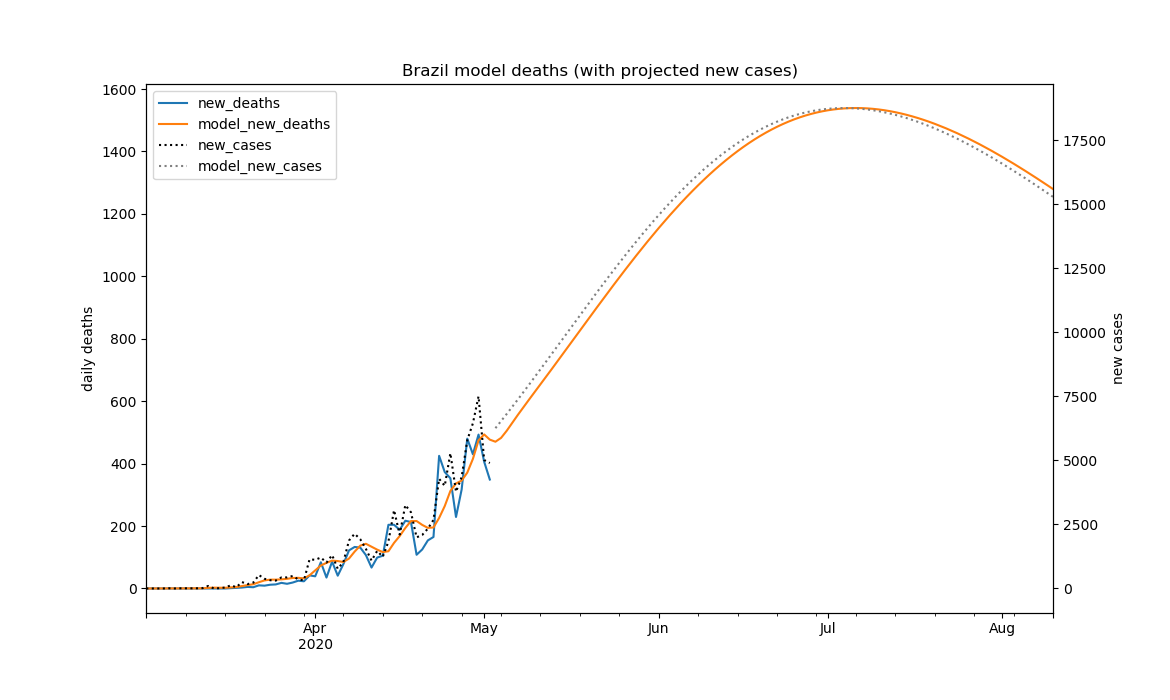 Brazil model deaths (with projected new cases)
new_deaths
model_new_deaths
new_cases
model_new_cases
daily deaths
1600
1400
1200
1000
800
600
400
200
0
new cases
17500
15000
12500
10000
7500
5000
2500
0
Apr
2020
May
Jun
Jul
Aug